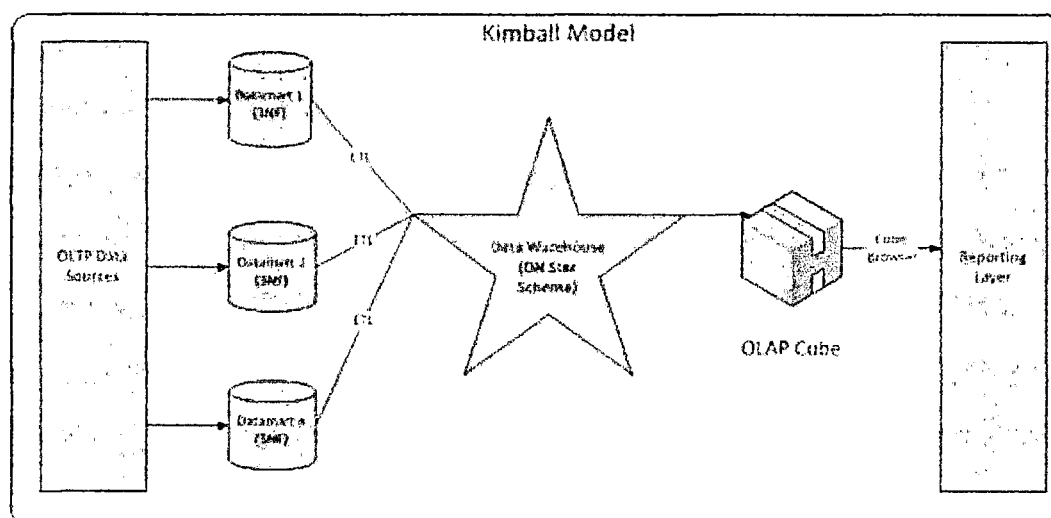 Kimball Model
OLTP Data
Sources
Datamart 1
(3NF)
Datamart 2
(3NF)
Datamart n
(3NF)
ETL
ETL
ETL
Data Warehouse
(DM Star
Schema)
OLAP Cube
Cube
Browser
Reporting
Layer